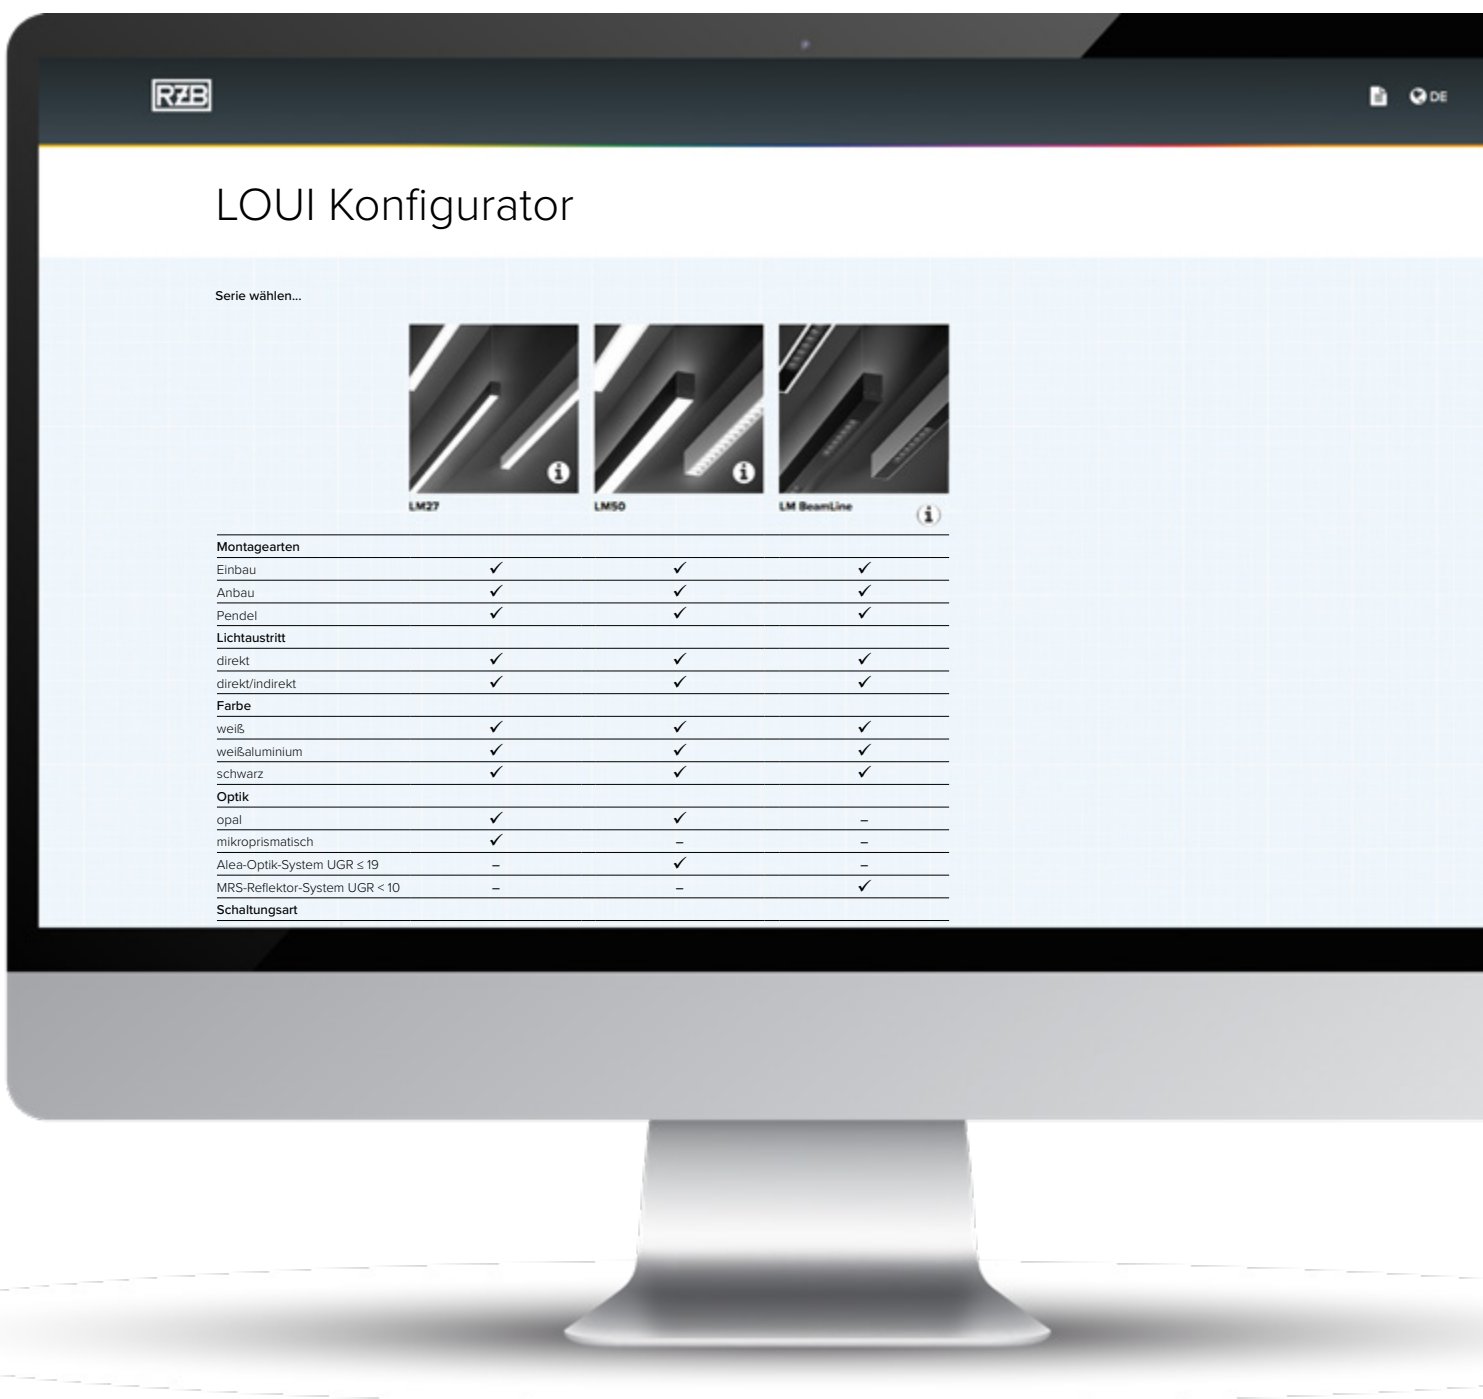 RZB
DE
LOUI Konfigurator
Serie wählen...
LM27 LM50 LM BeamLine
Montagearten
Einbau ✓ ✓ ✓
Anbau ✓ ✓ ✓
Pendel ✓ ✓ ✓
Lichtaustritt
direkt ✓ ✓ ✓
direkt/indirekt ✓ ✓ ✓
Farbe
weiß ✓ ✓ ✓
weißaluminium ✓ ✓ ✓
schwarz ✓ ✓ ✓
Optik
opal ✓ ✓ –
mikroprismatisch ✓ – –
Alea-Optik-System UGR ≤ 19 – ✓ –
MRS-Reflektor-System UGR < 10 – – ✓
Schaltungsart